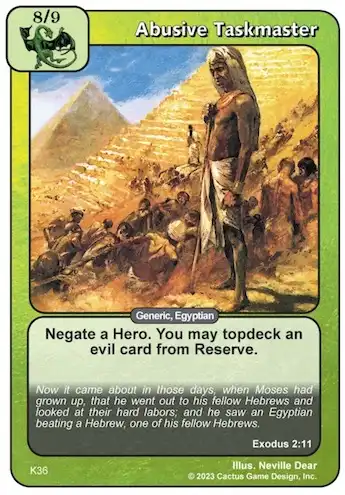 8/9
Abusive Taskmaster
Generic, Egyptian
Negate a Hero. You may topdeck an
evil card from Reserve.
Now it came about in those days, when Moses had
grown up, that he went out to his fellow Hebrews and
looked at their hard labors; and he saw an Egyptian
beating a Hebrew, one of his fellow Hebrews.
Exodus 2:11
Illus. Neville Dear
K36
© 2023 Cactus Game Design, Inc.